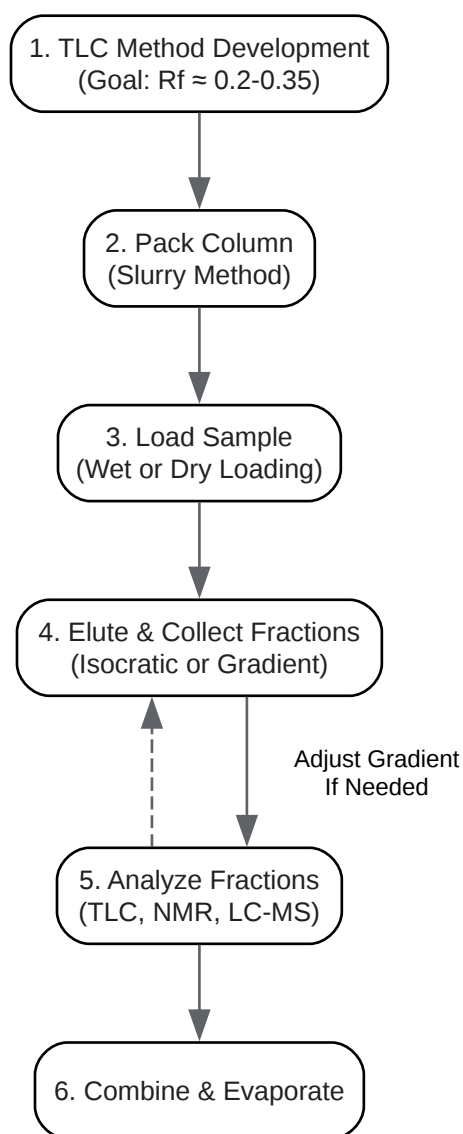 1. TLC Method Development
(Goal: Rf ≈ 0.2-0.35)
2. Pack Column
(Slurry Method)
3. Load Sample
(Wet or Dry Loading)
4. Elute & Collect Fractions
(Isocratic or Gradient)
Adjust Gradient
If Needed
5. Analyze Fractions
(TLC, NMR, LC-MS)
6. Combine & Evaporate